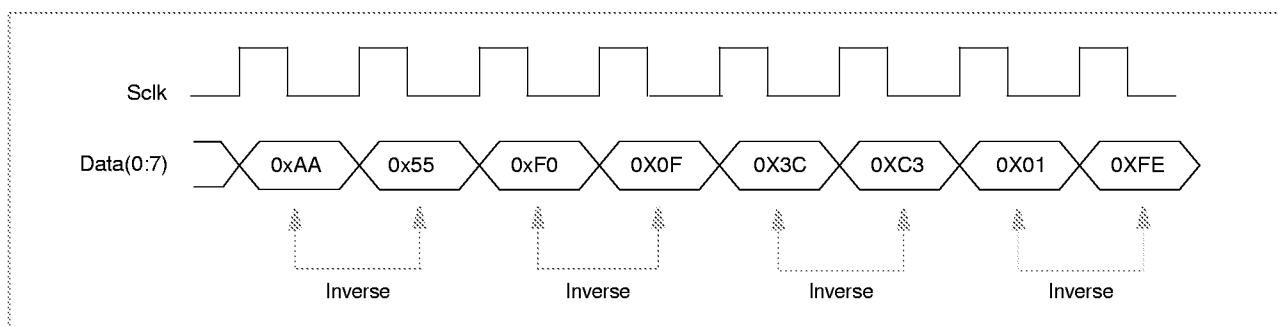 Sclk
Data(0:7) 0xAA 0x55 0xF0 0X0F 0X3C 0XC3 0X01 0XFE
Inverse Inverse Inverse Inverse